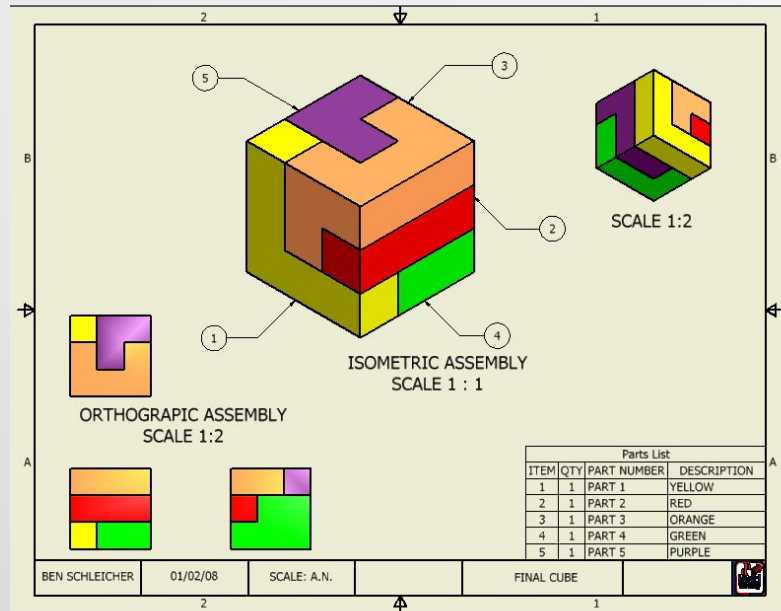 2
1
5
3
B
B
SCALE 1:2
2
1
4
ISOMETRIC ASSEMBLY
SCALE 1 : 1
ORTHOGRAPIC ASSEMBLY
SCALE 1:2
A
A
Parts List
ITEM QTY PART NUMBER DESCRIPTION
1 1 PART 1 YELLOW
2 1 PART 2 RED
3 1 PART 3 ORANGE
4 1 PART 4 GREEN
5 1 PART 5 PURPLE
BEN SCHLEICHER 01/02/08 SCALE: A.N. FINAL CUBE
2
1